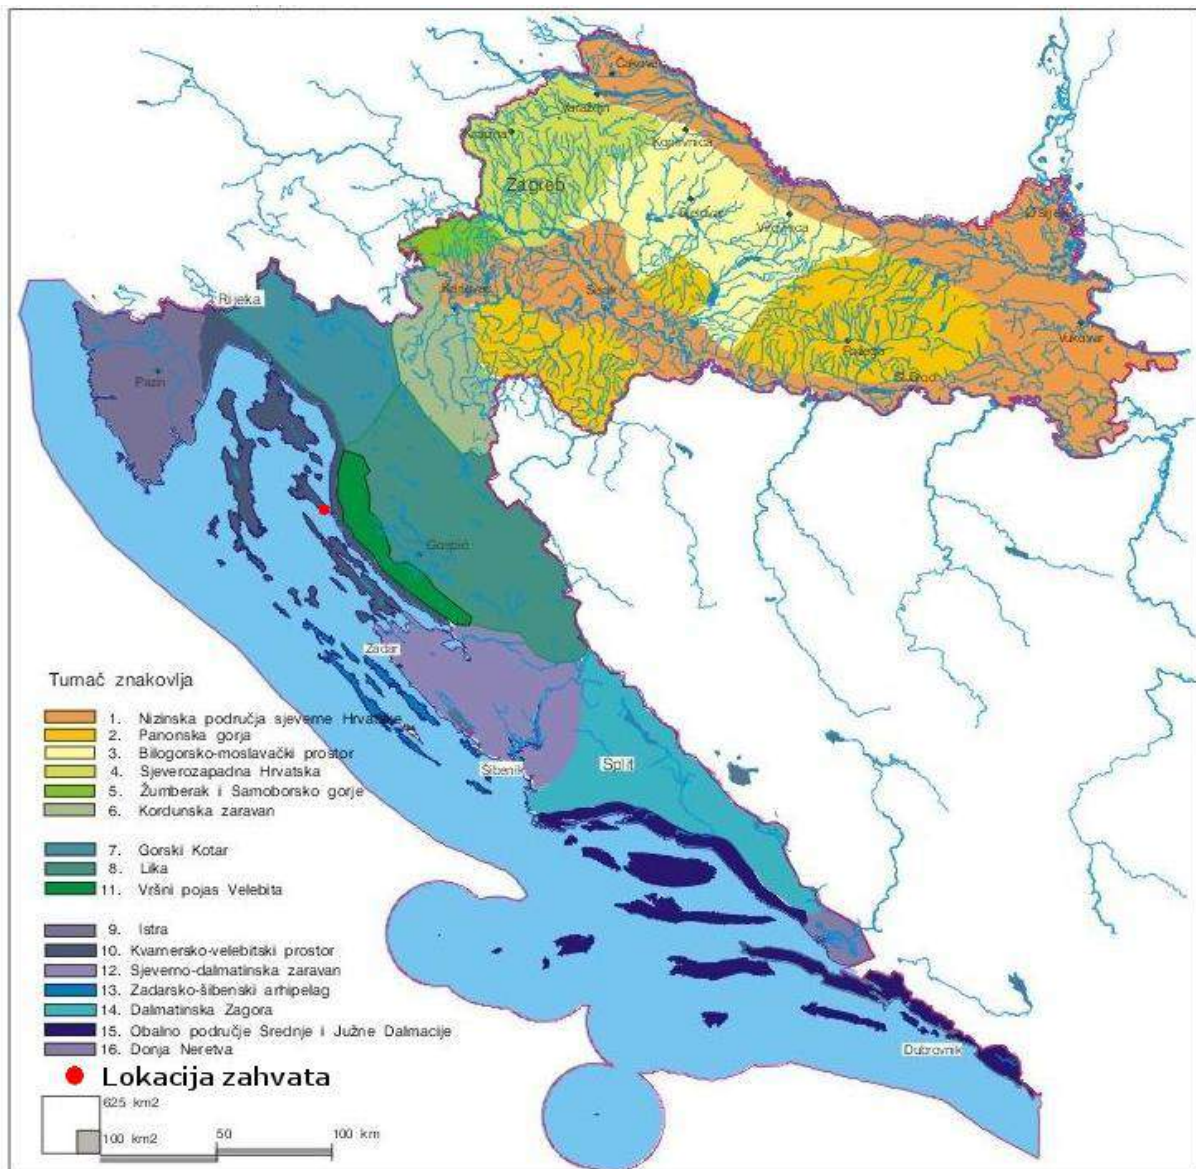 Čakovec
Varaždin
Krapina
Koprivnica
Zagreb
Bjelovar
Virovitica
Osijek
Rijeka
Karlovac
Sisak
Vukovar
Požega
Pazin
Gospić
Zadar
Šibenik
Split
Dubrovnik
Tumač znakovlja
1. Nizinska područja sjeverne Hrvatske
2. Panonska gorja
3. Bilogorsko-moslavački prostor
4. Sjeverozapadna Hrvatska
5. Žumberak i Samoborsko gorje
6. Kordunska zaravan
7. Gorski Kotar
8. Lika
11. Vršni pojas Velebita
9. Istra
10. Kvarnersko-velebitski prostor
12. Sjeverno-dalmatinska zaravan
13. Zadarsko-šibenski arhipelag
14. Dalmatinska Zagora
15. Obalno područje Srednje i Južne Dalmacije
16. Donja Neretva
Lokacija zahvata
625 km2
100 km2
50
100 km